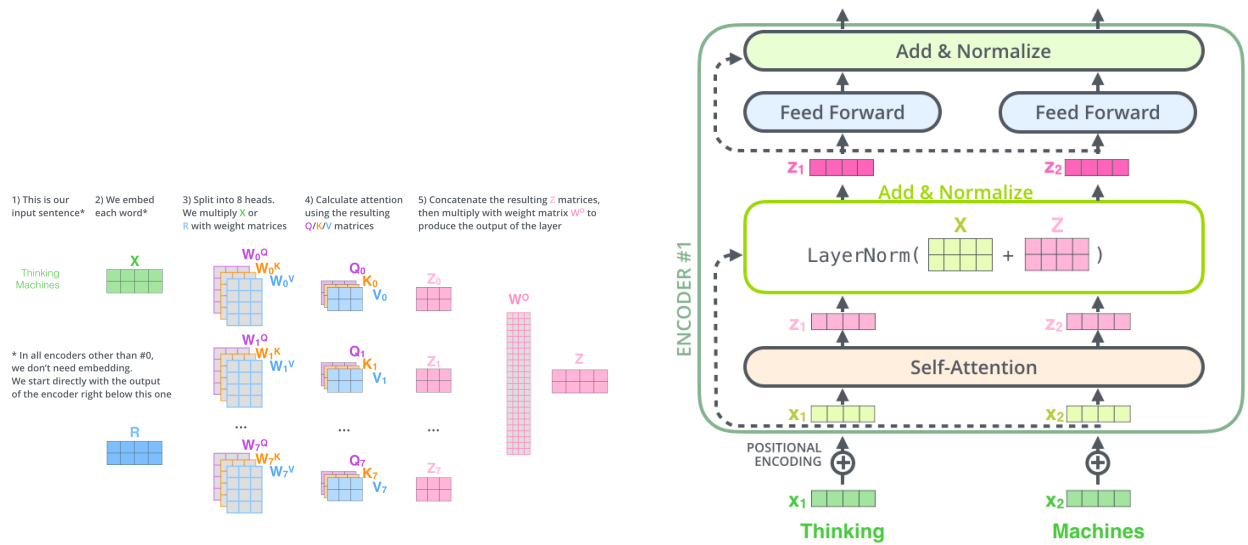 1) This is our
input sentence*
2) We embed
each word*
3) Split into 8 heads.
We multiply X or
R with weight matrices
4) Calculate attention
using the resulting
Q/K/V matrices
5) Concatenate the resulting Z matrices,
then multiply with weight matrix Wᴼ to
produce the output of the layer
Thinking
Machines
X
W₀Q
W₀K
W₀V
Q₀
K₀
V₀
Z₀
Wᴼ
* In all encoders other than #0,
we don't need embedding.
We start directly with the output
of the encoder right below this one
W₁Q
W₁K
W₁V
Q₁
K₁
V₁
Z₁
Z
...
...
...
R
W₇Q
W₇K
W₇V
Q₇
K₇
V₇
Z₇
ENCODER #1
Add & Normalize
Feed Forward
Feed Forward
z₁
z₂
Add & Normalize
X
Z
LayerNorm( + )
z₁
z₂
Self-Attention
x₁
x₂
POSITIONAL
ENCODING
x₁
x₂
Thinking
Machines